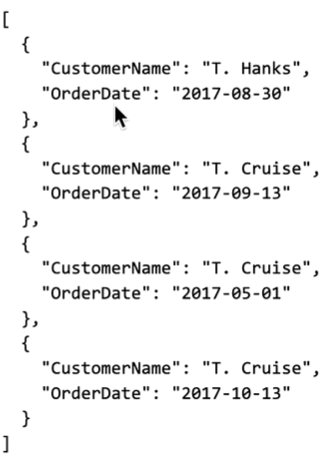 [
  {
    "CustomerName": "T. Hanks",
    "OrderDate": "2017-08-30"
  },
  {
    "CustomerName": "T. Cruise",
    "OrderDate": "2017-09-13"
  },
  {
    "CustomerName": "T. Cruise",
    "OrderDate": "2017-05-01"
  },
  {
    "CustomerName": "T. Cruise",
    "OrderDate": "2017-10-13"
  }
]